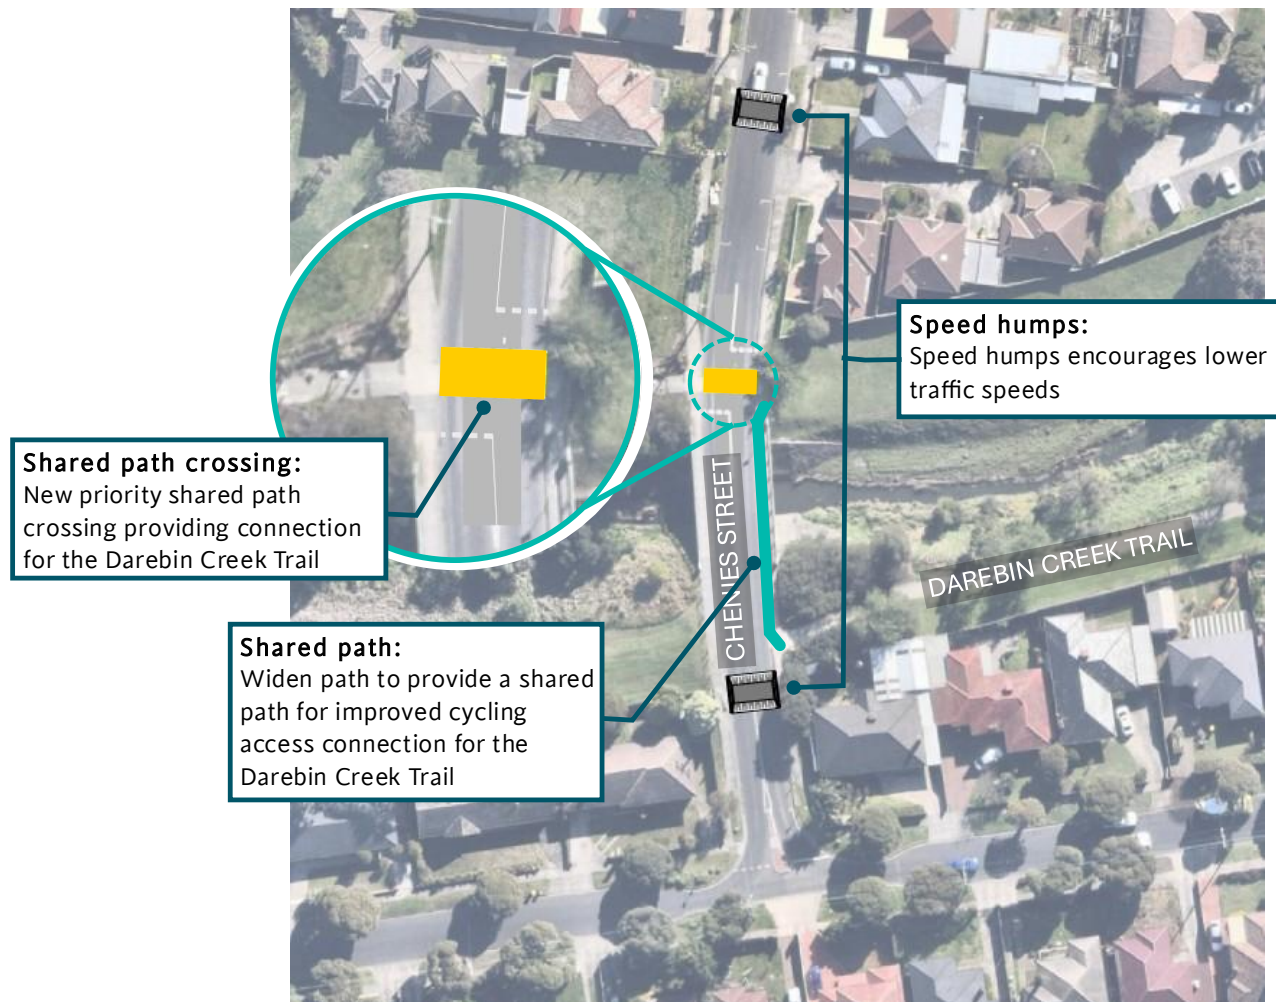 Speed humps:
Speed humps encourages lower
traffic speeds
Shared path crossing:
New priority shared path
crossing providing connection
for the Darebin Creek Trail
CHENIES STREET
DAREBIN CREEK TRAIL
Shared path:
Widen path to provide a shared
path for improved cycling
access connection for the
Darebin Creek Trail